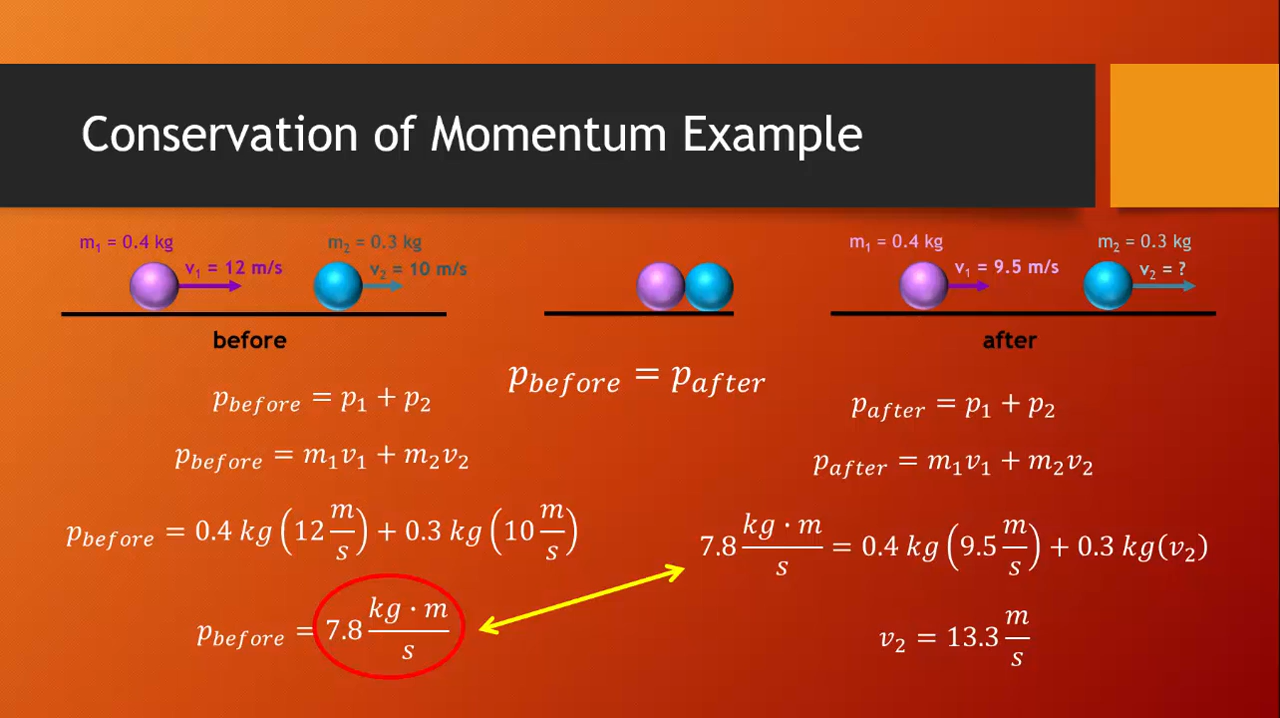 Conservation of Momentum Example
m₁ = 0.4 kg
v₁ = 12 m/s
m₂ = 0.3 kg
v₂ = 10 m/s
before
m₁ = 0.4 kg
v₁ = 9.5 m/s
m₂ = 0.3 kg
v₂ = ?
after
p_before = p_after
p_before = p₁ + p₂
p_before = m₁v₁ + m₂v₂
p_before = 0.4 kg (12 m/s) + 0.3 kg (10 m/s)
p_before = 7.8 kg · m/s
p_after = p₁ + p₂
p_after = m₁v₁ + m₂v₂
7.8 kg · m/s = 0.4 kg (9.5 m/s) + 0.3 kg(v₂)
v₂ = 13.3 m/s